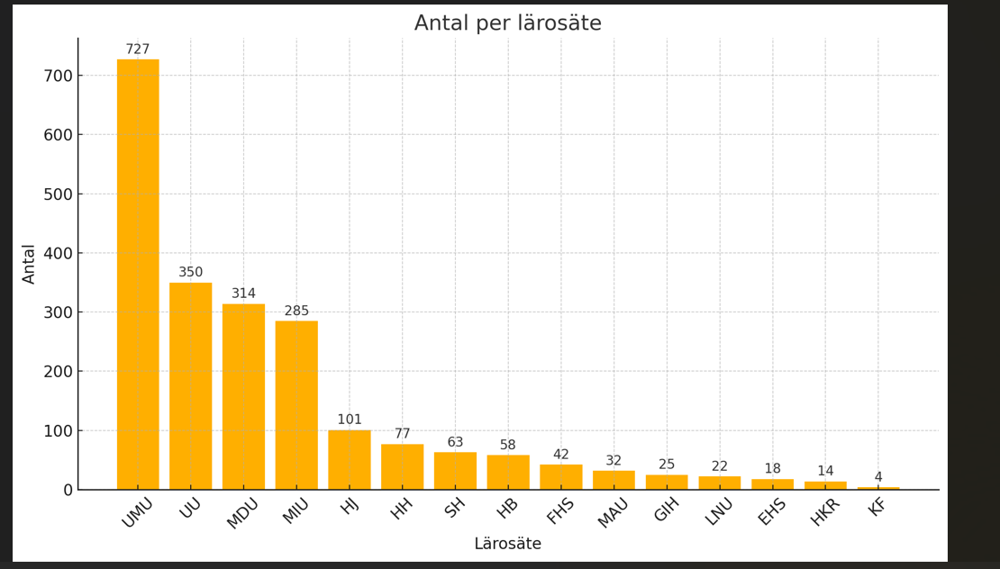 Antal per lärosäte
Antal
700
600
500
400
300
200
100
0
727
350
314
285
101
77
63
58
42
32
25
22
18
14
4
UMU
UU
MDU
MIU
HJ
HH
SH
HB
FHS
MAU
GIH
LNU
EHS
HKR
KF
Lärosäte